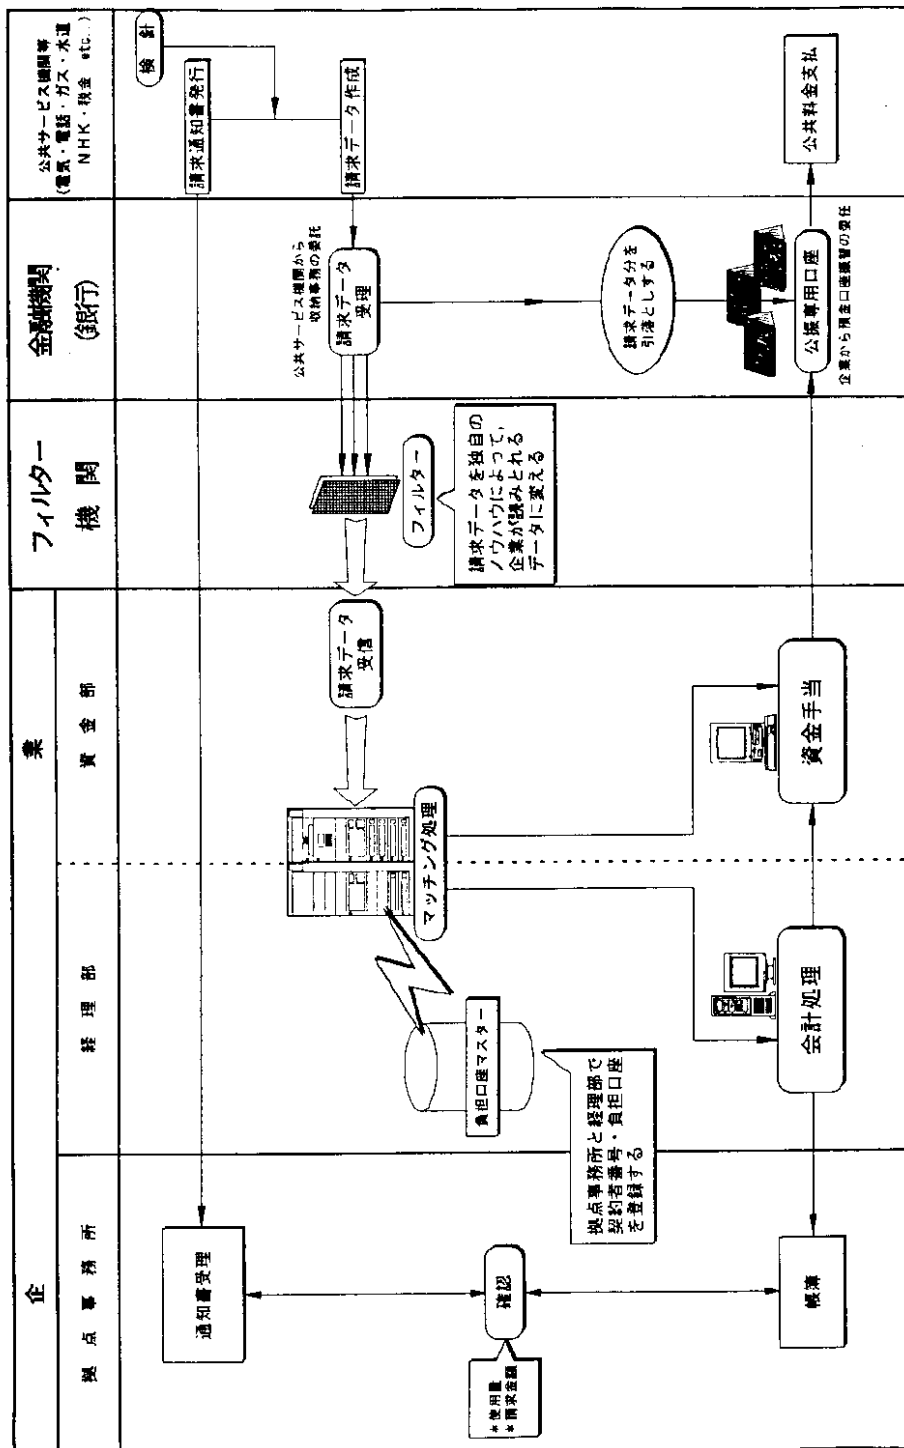 企業
拠点事務所
経理部
資金部
フィルター
機関
金融機関
(銀行)
公共サービス機関等
(電気・電話・ガス・水道
NHK・税金 etc..)
検針
請求通知書発行
請求データ作成
通知書受理
公共サービス機関から
収納事務の委託
請求データ
受理
フィルター
請求データを独自の
ノウハウによって,
企業が読みとれる
データに変える
請求データ
受信
マッチング処理
負担口座マスター
拠点事務所と経理部で
契約者番号・負担口座
を登録する
確認
*使用量
*請求金額
請求データ分を
引落としする
帳簿
会計処理
資金手当
公振専用口座
企業から預金口座振替の委任
公共料金支払